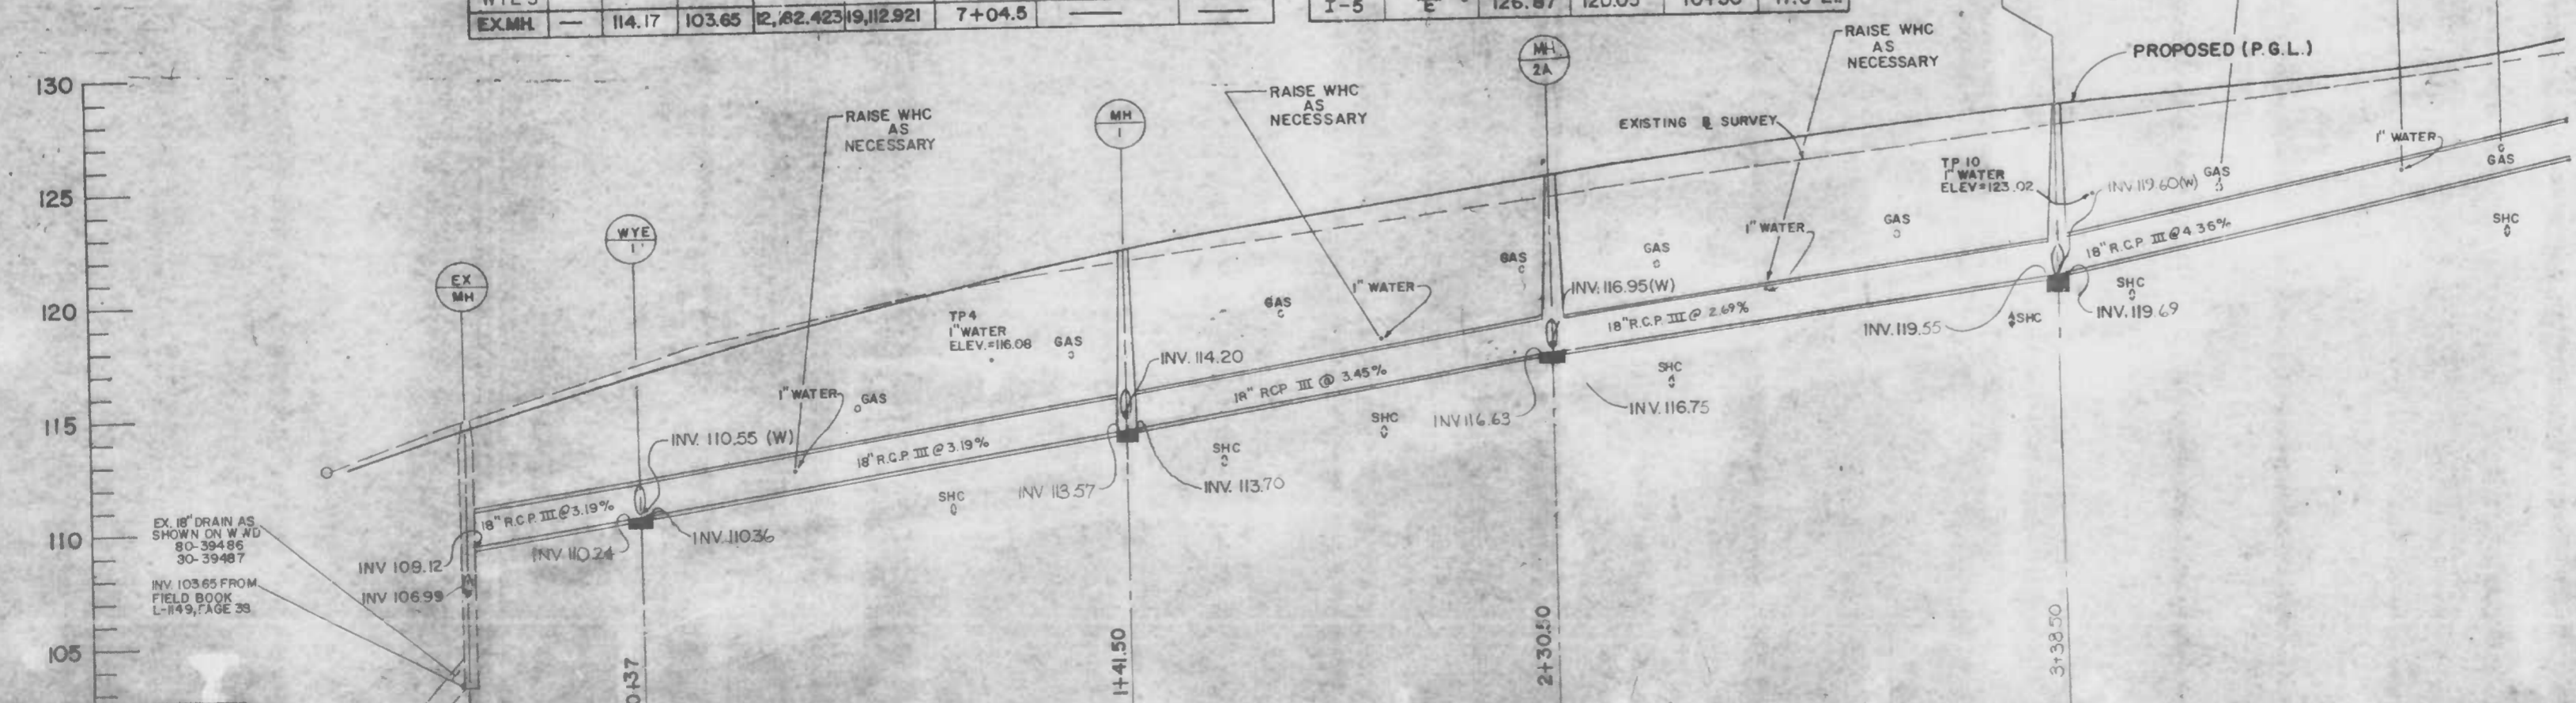 EX.MH. — 114.17 103.65 12,182.423 19,112.921 7+04.5 — —
I-5 E 126.87 120.05
130
125
120
115
110
105
EX
MH
WYE
1
MH
1
MH
2A
RAISE WHC
AS
NECESSARY
RAISE WHC
AS
NECESSARY
RAISE WHC
AS
NECESSARY
PROPOSED (P.G.L.)
EXISTING SURVEY
TP 10
1" WATER
ELEV=123.02
INV 119.60(W)
GAS
1" WATER
GAS
SHC
18" R.C.P. III @ 4.36%
SHC
INV. 119.69
SHC
INV. 119.55
GAS
1" WATER
GAS
GAS
INV. 116.95(W)
18" R.C.P. III @ 2.69%
SHC
INV. 116.75
INV 116.63
1" WATER
GAS
TP4
1" WATER
ELEV.=116.08
GAS
INV. 114.20
18" RCP III @ 3.45%
SHC
SHC
INV. 113.70
INV 113.57
1" WATER
GAS
18" R.C.P. III @ 3.19%
SHC
INV. 110.55 (W)
18" R.C.P. III @ 3.19%
INV 110.24
INV. 110.36
INV 109.12
INV 106.99
EX. 18" DRAIN AS
SHOWN ON W.WD
80-39486
30-39487
INV. 103.65 FROM
FIELD BOOK
L-1149, PAGE 38
0+37
1+41.50
2+30.50
3+38.50